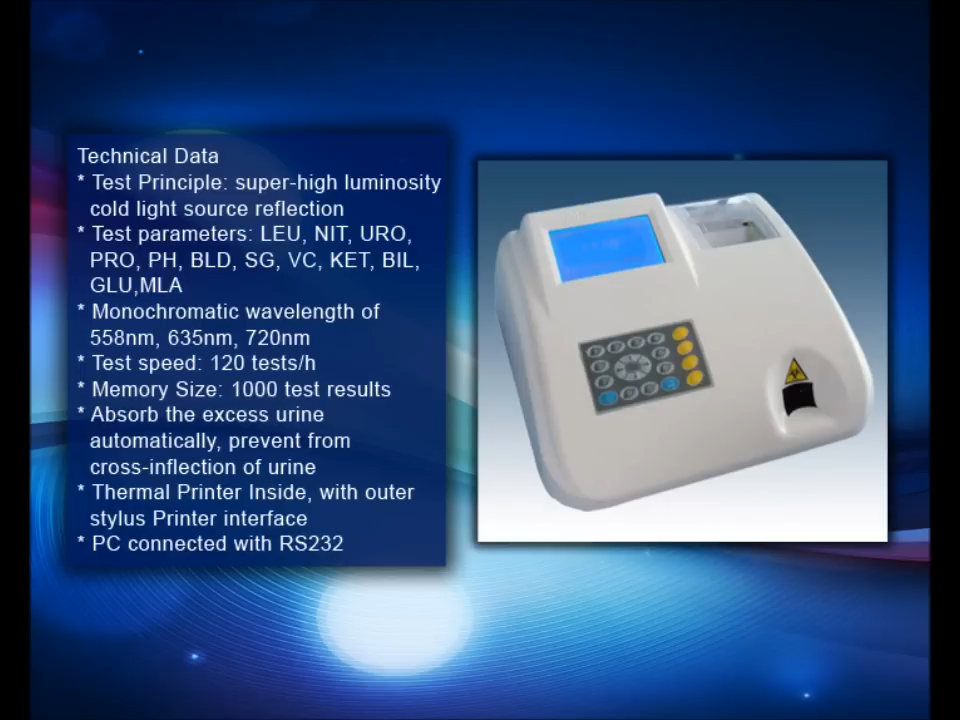 Technical Data
* Test Principle: super-high luminosity
cold light source reflection
* Test parameters: LEU, NIT, URO,
PRO, PH, BLD, SG, VC, KET, BIL,
GLU,MLA
* Monochromatic wavelength of
558nm, 635nm, 720nm
* Test speed: 120 tests/h
* Memory Size: 1000 test results
* Absorb the excess urine
automatically, prevent from
cross-inflection of urine
* Thermal Printer Inside, with outer
stylus Printer interface
* PC connected with RS232